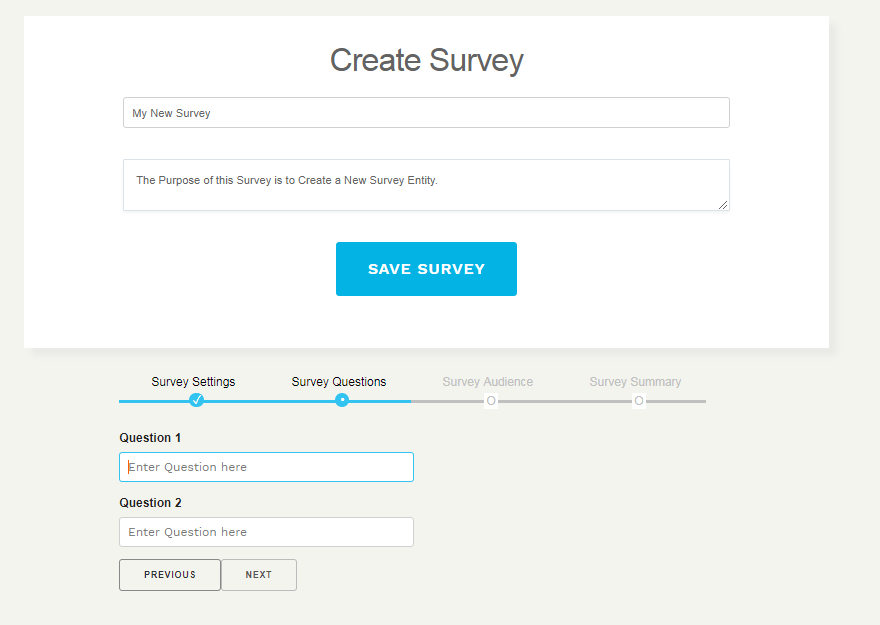 Create Survey
My New Survey
The Purpose of this Survey is to Create a New Survey Entity.
SAVE SURVEY
Survey Settings Survey Questions Survey Audience Survey Summary
Question 1
Enter Question here
Question 2
Enter Question here
PREVIOUS NEXT